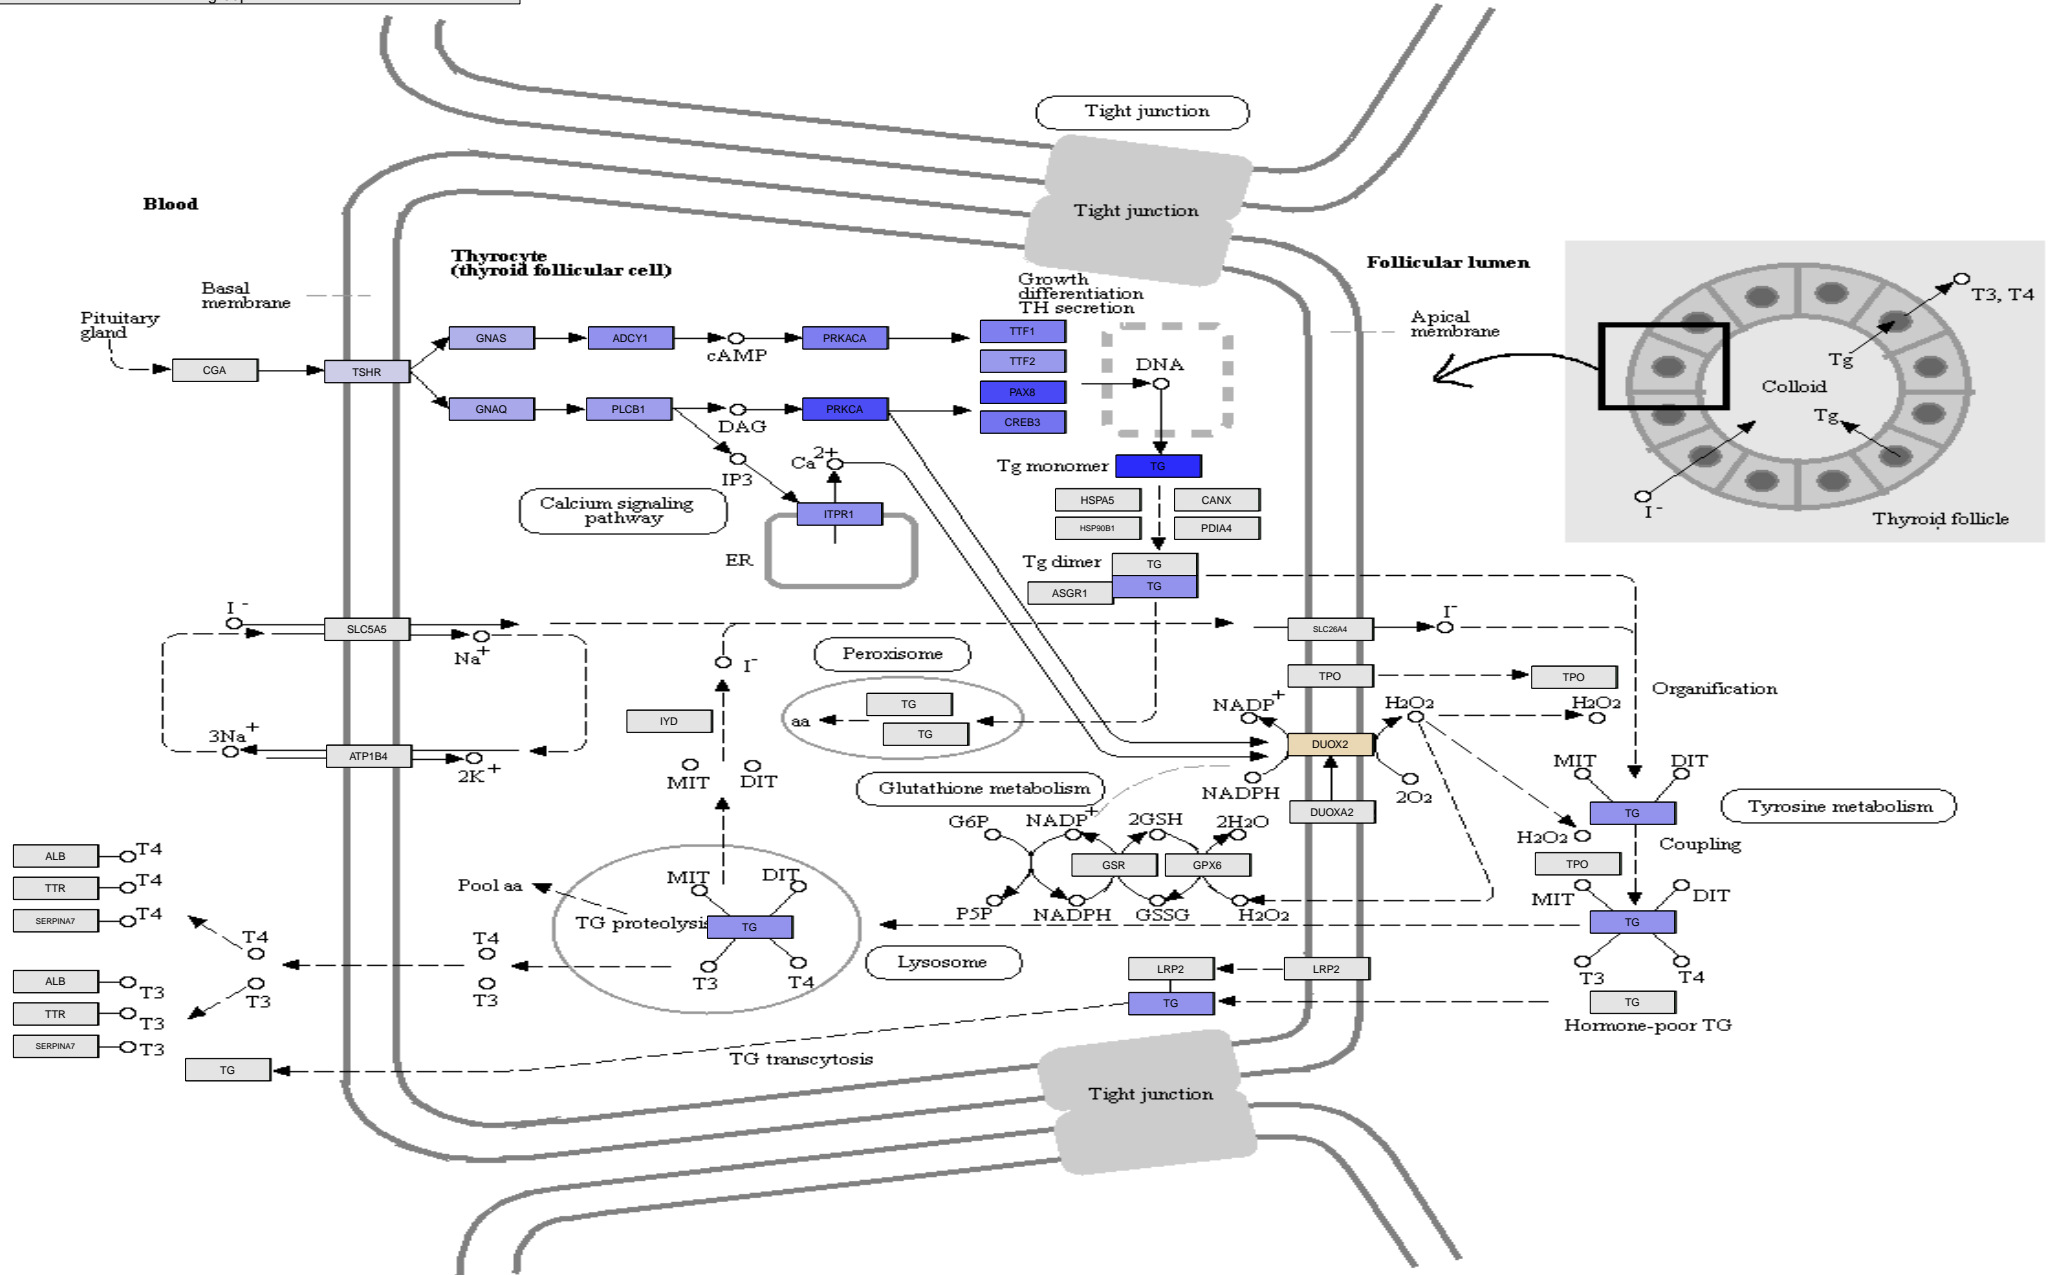 Tight junction
Tight junction
Blood
Thyrocyte
(thyroid follicular cell)
Follicular lumen
Basal
membrane
Growth
differentiation
TH secretion
Pituitary
gland
Apical
membrane
CGA
TSHR
GNAS
ADCY1
cAMP
PRKACA
TTF1
TTF2
PAX8
CREB3
DNA
GNAQ
PLCB1
DAG
PRKCA
IP3
Ca2+
ITPR1
ER
Calcium signaling
pathway
Tg monomer
TG
HSPA5
CANX
HSP90B1
PDIA4
Tg dimer
TG
TG
ASGR1
T3, T4
Tg
Colloid
Tg
I-
Thyroid follicle
I-
SLC5A5
Na+
SLC26A4
I-
I-
Peroxisome
TG
TG
aa
TPO
TPO
Organification
IYD
NADP+
H2O2
H2O2
DUOX2
3Na+
ATP1B4
2K+
MIT
DIT
Glutathione metabolism
NADPH
2O2
DUOXA2
MIT
DIT
TG
Tyrosine metabolism
Coupling
G6P
NADP+
2GSH
2H2O
GSR
GPX6
P5P
NADPH
GSSG
H2O2
H2O2
TPO
MIT
DIT
TG
T3
T4
ALB
T4
TTR
T4
SERPINA7
T4
ALB
T3
TTR
T3
SERPINA7
T3
T4
T3
T4
T3
Pool aa
MIT
DIT
TG proteolysis
TG
T3
T4
Lysosome
LRP2
LRP2
TG
TG
Hormone-poor TG
TG
TG transcytosis
Tight junction